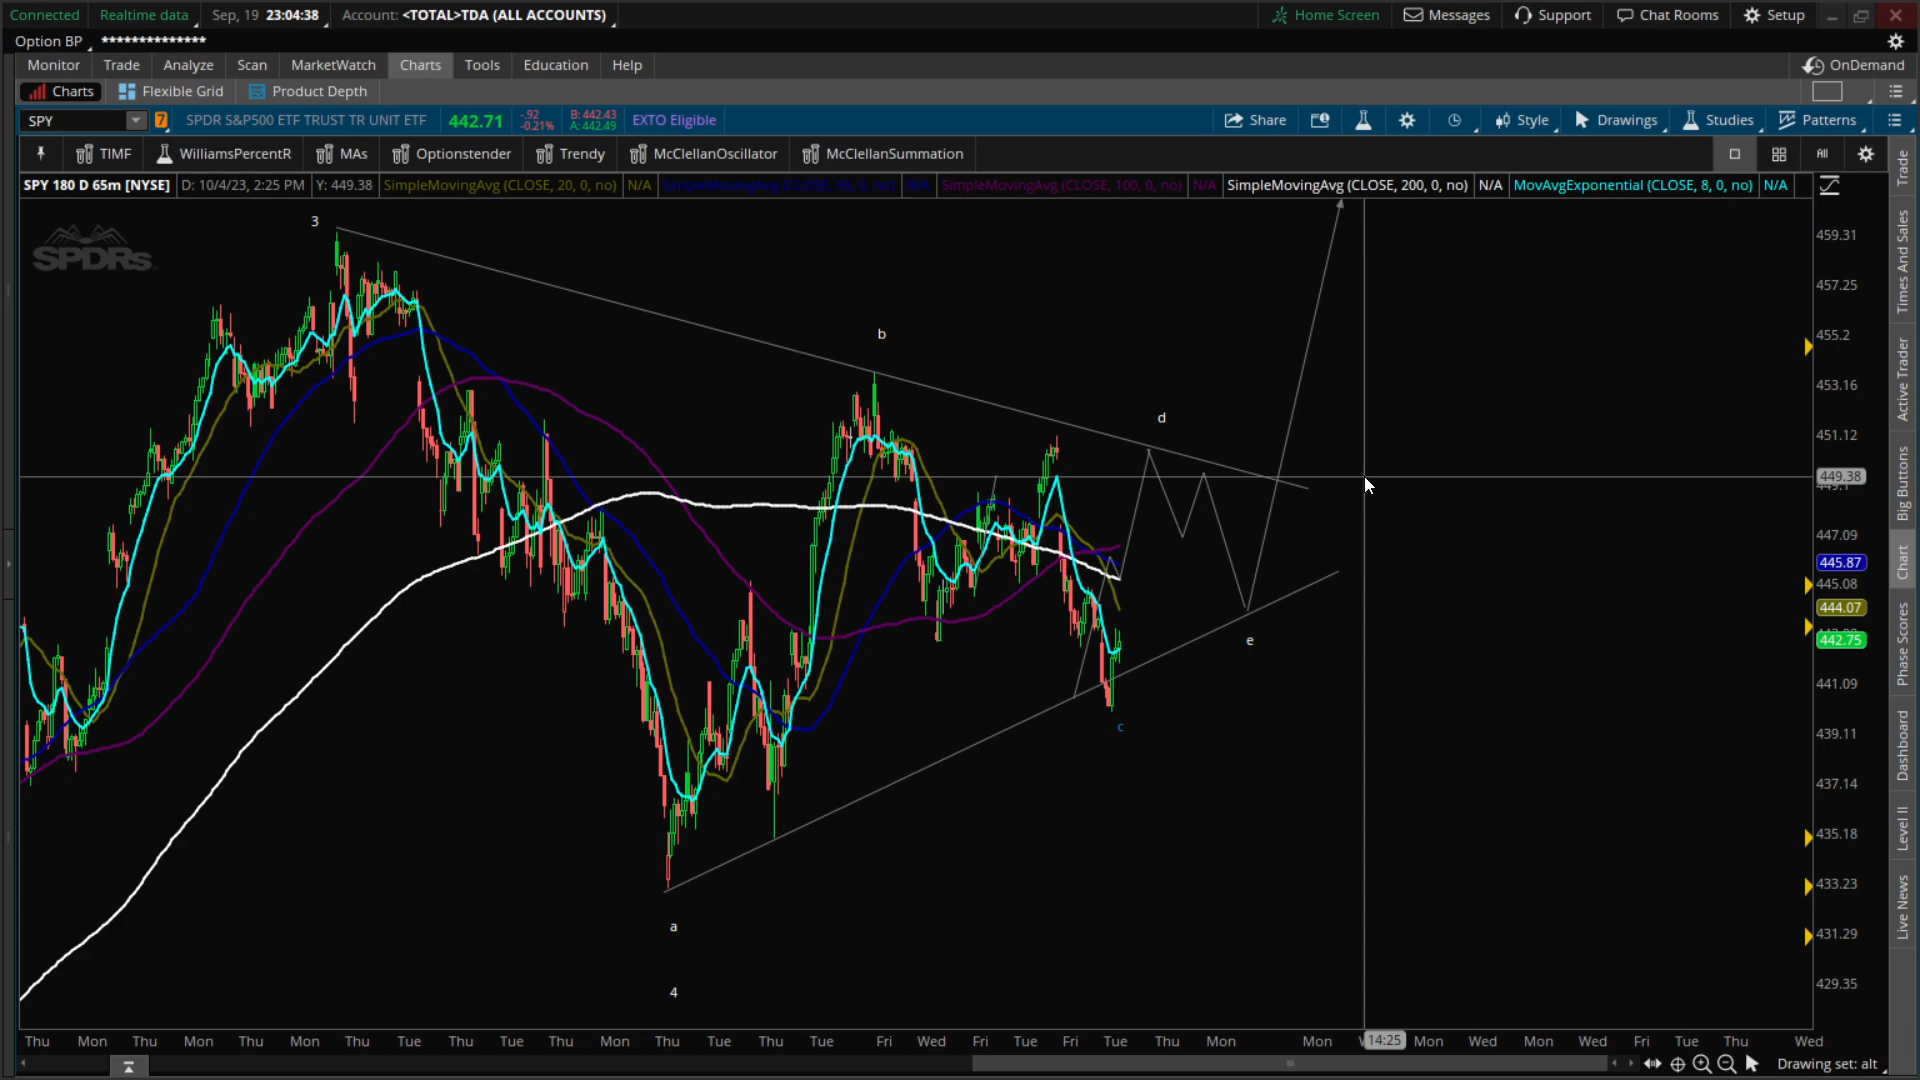 Connected Realtime data Sep, 19 23:04:38 Account: <TOTAL>TDA (ALL ACCOUNTS) Home Screen Messages Support Chat Rooms Setup
Option BP **************
Monitor Trade Analyze Scan MarketWatch Charts Tools Education Help OnDemand
Charts Flexible Grid Product Depth
SPY 7 SPDR S&P500 ETF TRUST TR UNIT ETF 442.71 -.92 -0.21% B: 442.43 A: 442.49 EXTO Eligible Share Style Drawings Studies Patterns
TIMF WilliamsPercentR MAs Optionstender Trendy McClellanOscillator McClellanSummation All
SPY 180 D 65m [NYSE] D: 10/4/23, 2:25 PM Y: 449.38 SimpleMovingAvg (CLOSE, 20, 0, no) N/A SimpleMovingAvg (CLOSE, 50, 0, no) N/A SimpleMovingAvg (CLOSE, 100, 0, no) N/A SimpleMovingAvg (CLOSE, 200, 0, no) N/A MovAvgExponential (CLOSE, 8, 0, no) N/A
3
SPDRs
459.31
457.25
b
455.2
453.16
d
451.12
449.38
447.09
445.87
445.08
444.07
e
442.75
441.09
c
439.11
437.14
435.18
433.23
a
431.29
4
429.35
Thu Mon Thu Mon Thu Mon Thu Tue Thu Tue Thu Mon Thu Tue Thu Tue Fri Wed Fri Tue Fri Tue Thu Mon Mon 14:25 Mon Wed Mon Wed Fri Tue Thu Wed
Drawing set: alt
Trade
Times And Sales
Active Trader
Big Buttons
Chart
Phase Scores
Dashboard
Level II
Live News